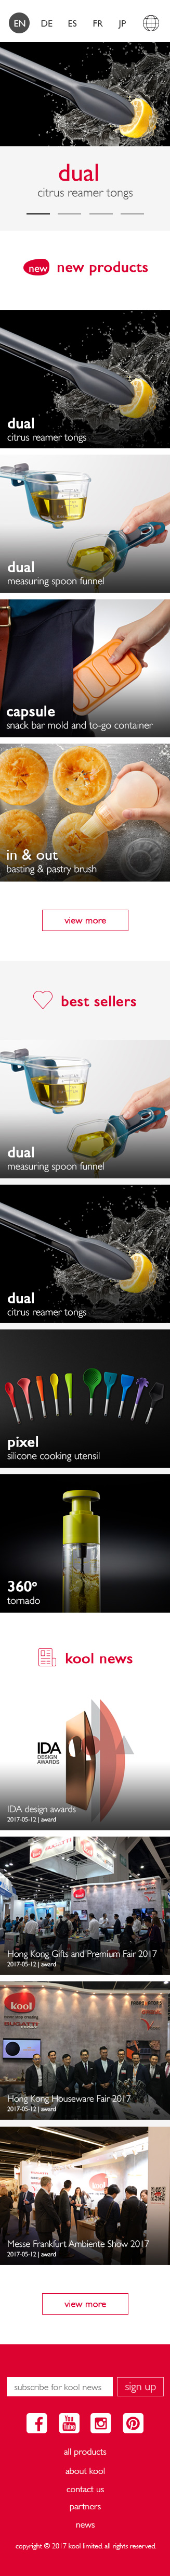 EN DE ES FR JP
dual
citrus reamer tongs
new new products
dual
citrus reamer tongs
dual
measuring spoon funnel
capsule
snack bar mold and to-go container
in & out
basting & pastry brush
view more
best sellers
dual
measuring spoon funnel
dual
citrus reamer tongs
pixel
silicone cooking utensil
360º
tornado
kool news
IDA
DESIGN
AWARDS
IDA design awards
2017-05-12 | award
Hong Kong Gifts and Premium Fair 2017
2017-05-12 | award
kool
BUGATTI
Hong Kong Houseware Fair 2017
2017-05-12 | award
Messe Frankfurt Ambiente Show 2017
2017-05-12 | award
view more
subscribe for kool news
sign up
You
Tube
all products
about kool
contact us
partners
news
copyright ® 2017 kool limited. all rights reserved.